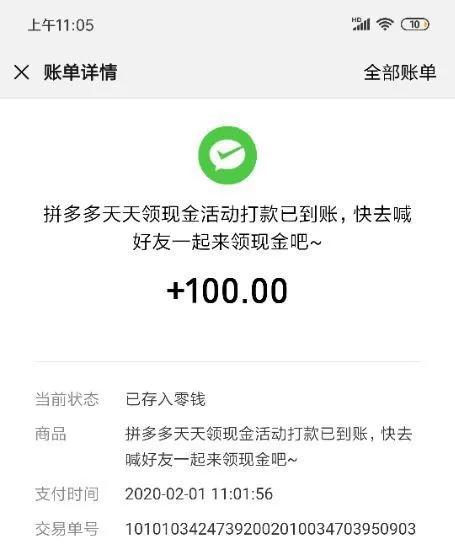 上午11:05
HD
10
账单详情
全部账单
拼多多天天领现金活动打款已到账，快去喊
好友一起来领现金吧~
+100.00
当前状态 已存入零钱
商品 拼多多天天领现金活动打款已到账，快去
喊好友一起来领现金吧~
支付时间 2020-02-01 11:01:56
交易单号 10101034247392002010034703950903